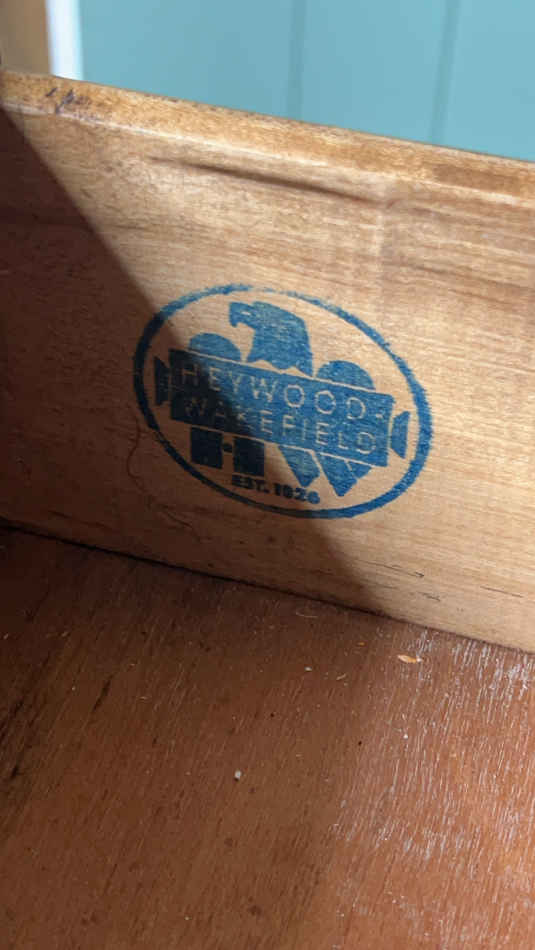 HEYWOOD-
WAKEFIELD
H-W
EST. 1826